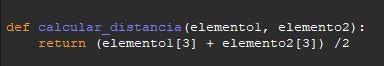 def calcular_distancia(elemento1, elemento2):
    return (elemento1[3] + elemento2[3]) /2